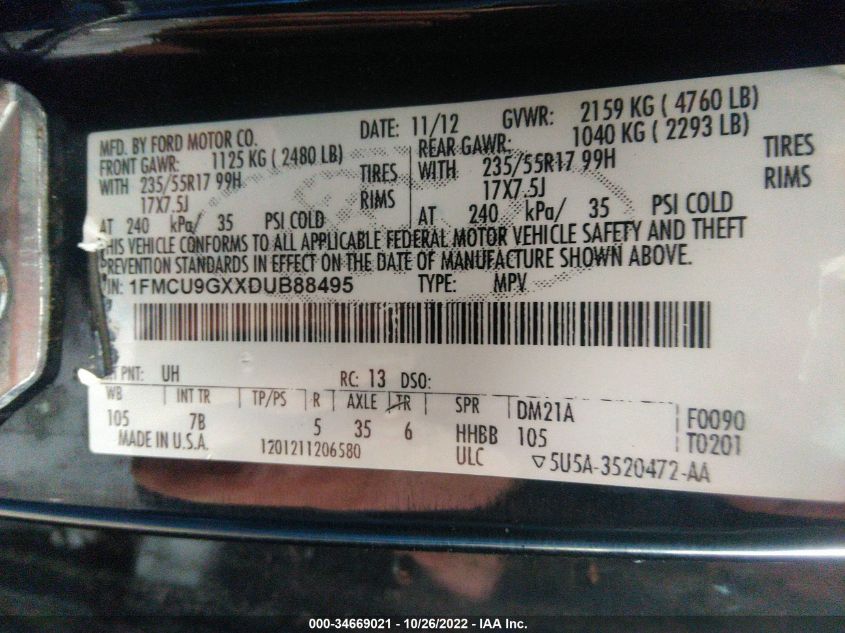 MFD. BY FORD MOTOR CO. DATE: 11/12 GVWR: 2159 KG ( 4760 LB)
FRONT GAWR: 1125 KG ( 2480 LB) REAR GAWR: 1040 KG ( 2293 LB)
WITH 235/55R17 99H TIRES WITH 235/55R17 99H TIRES
17X7.5J RIMS 17X7.5J RIMS
AT 240 kPa/ 35 PSI COLD AT 240 kPa/ 35 PSI COLD
THIS VEHICLE CONFORMS TO ALL APPLICABLE FEDERAL MOTOR VEHICLE SAFETY AND THEFT
PREVENTION STANDARDS IN EFFECT ON THE DATE OF MANUFACTURE SHOWN ABOVE.
IN: 1FMCU9GXXDUB88495 TYPE: MPV
PNT: UH RC: 13 DSO:
WB INT TR TP/PS R AXLE TR SPR DM21A F0090
105 7B 5 35 6 HHBB 105 T0201
MADE IN U.S.A. 1201211206580 ULC ▽5U5A-3520472-AA
000-34669021 - 10/26/2022 - IAA Inc.